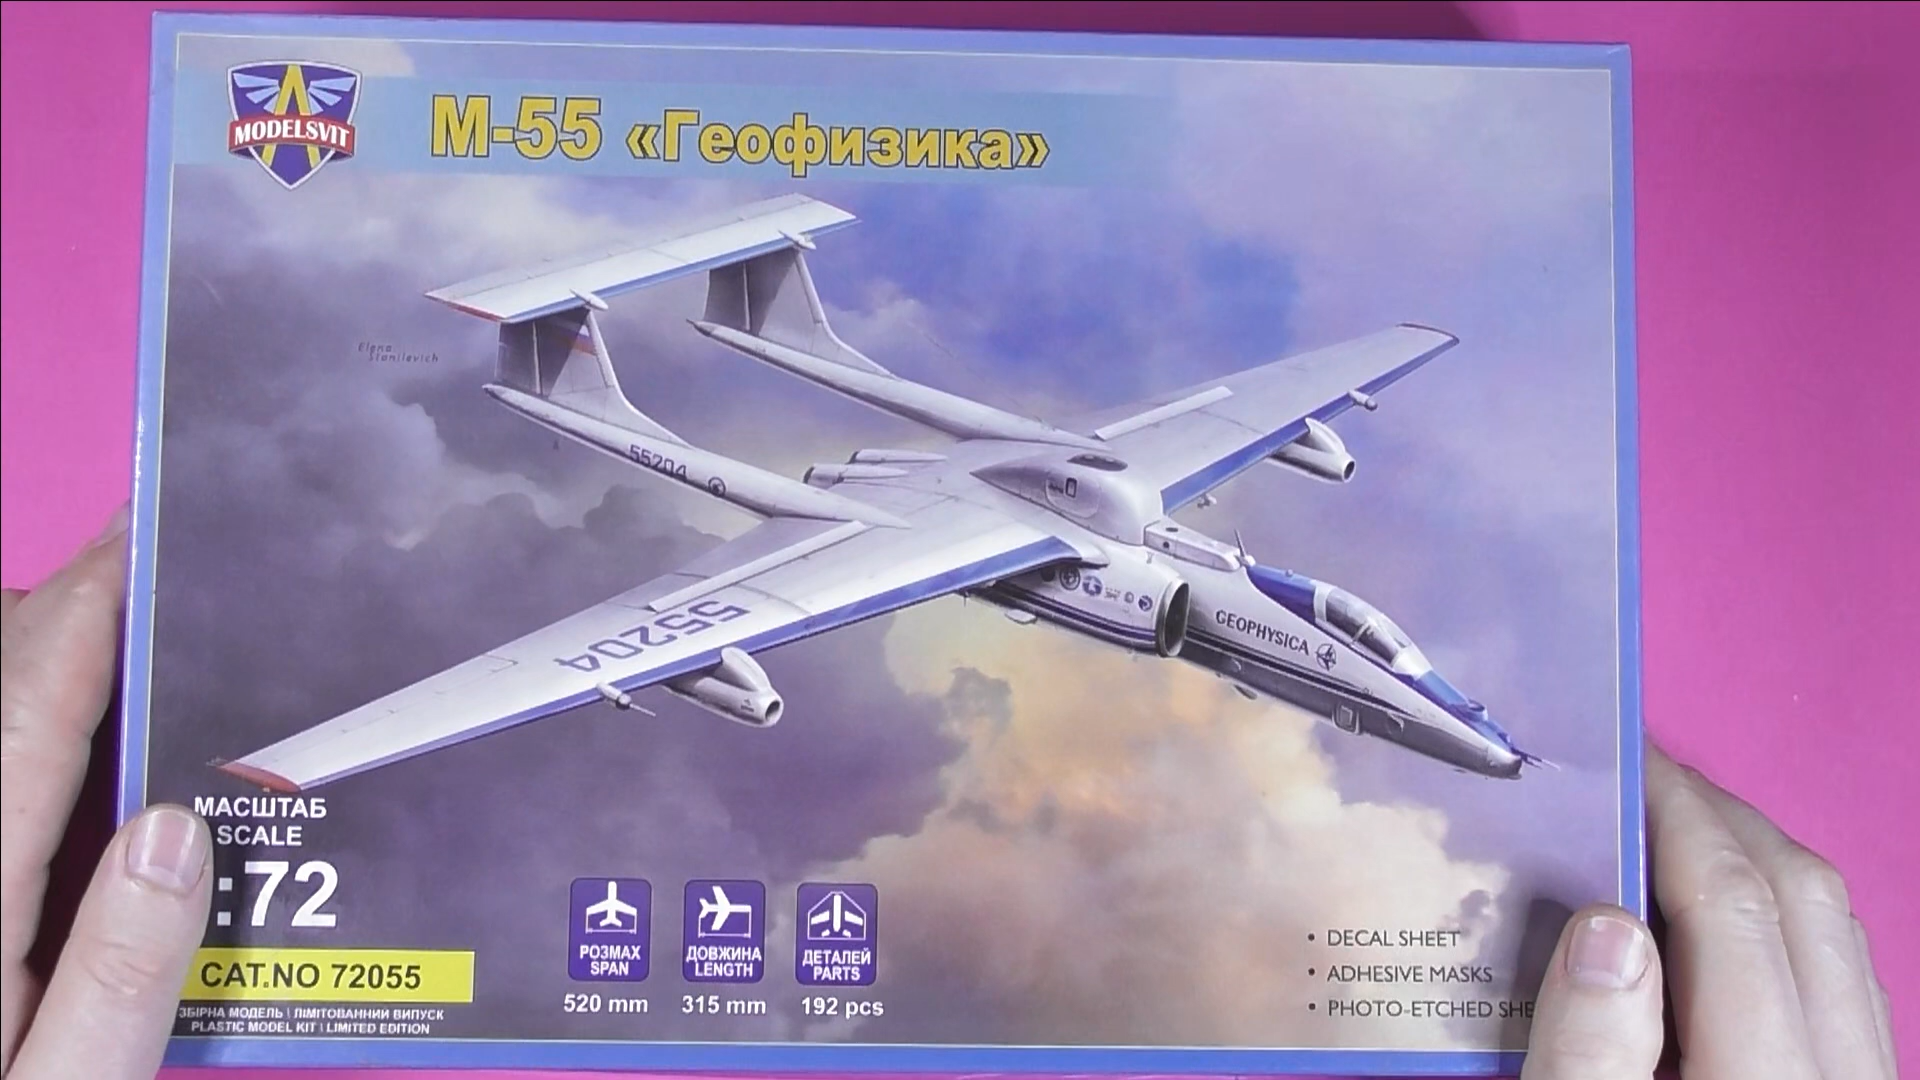 MODELSVIT
М-55 «Геофизика»
Elena
Stanilevich
55204
55204
GEOPHYSICA
МАСШТАБ
SCALE
:72
CAT.NO 72055
ЗБІРНА МОДЕЛЬ \ ЛІМІТОВАННИЙ ВИПУСК
PLASTIC MODEL KIT \ LIMITED EDITION
РОЗМАХ
SPAN
520 mm
ДОВЖИНА
LENGTH
315 mm
ДЕТАЛЕЙ
PARTS
192 pcs
• DECAL SHEET
• ADHESIVE MASKS
• PHOTO-ETCHED SHE